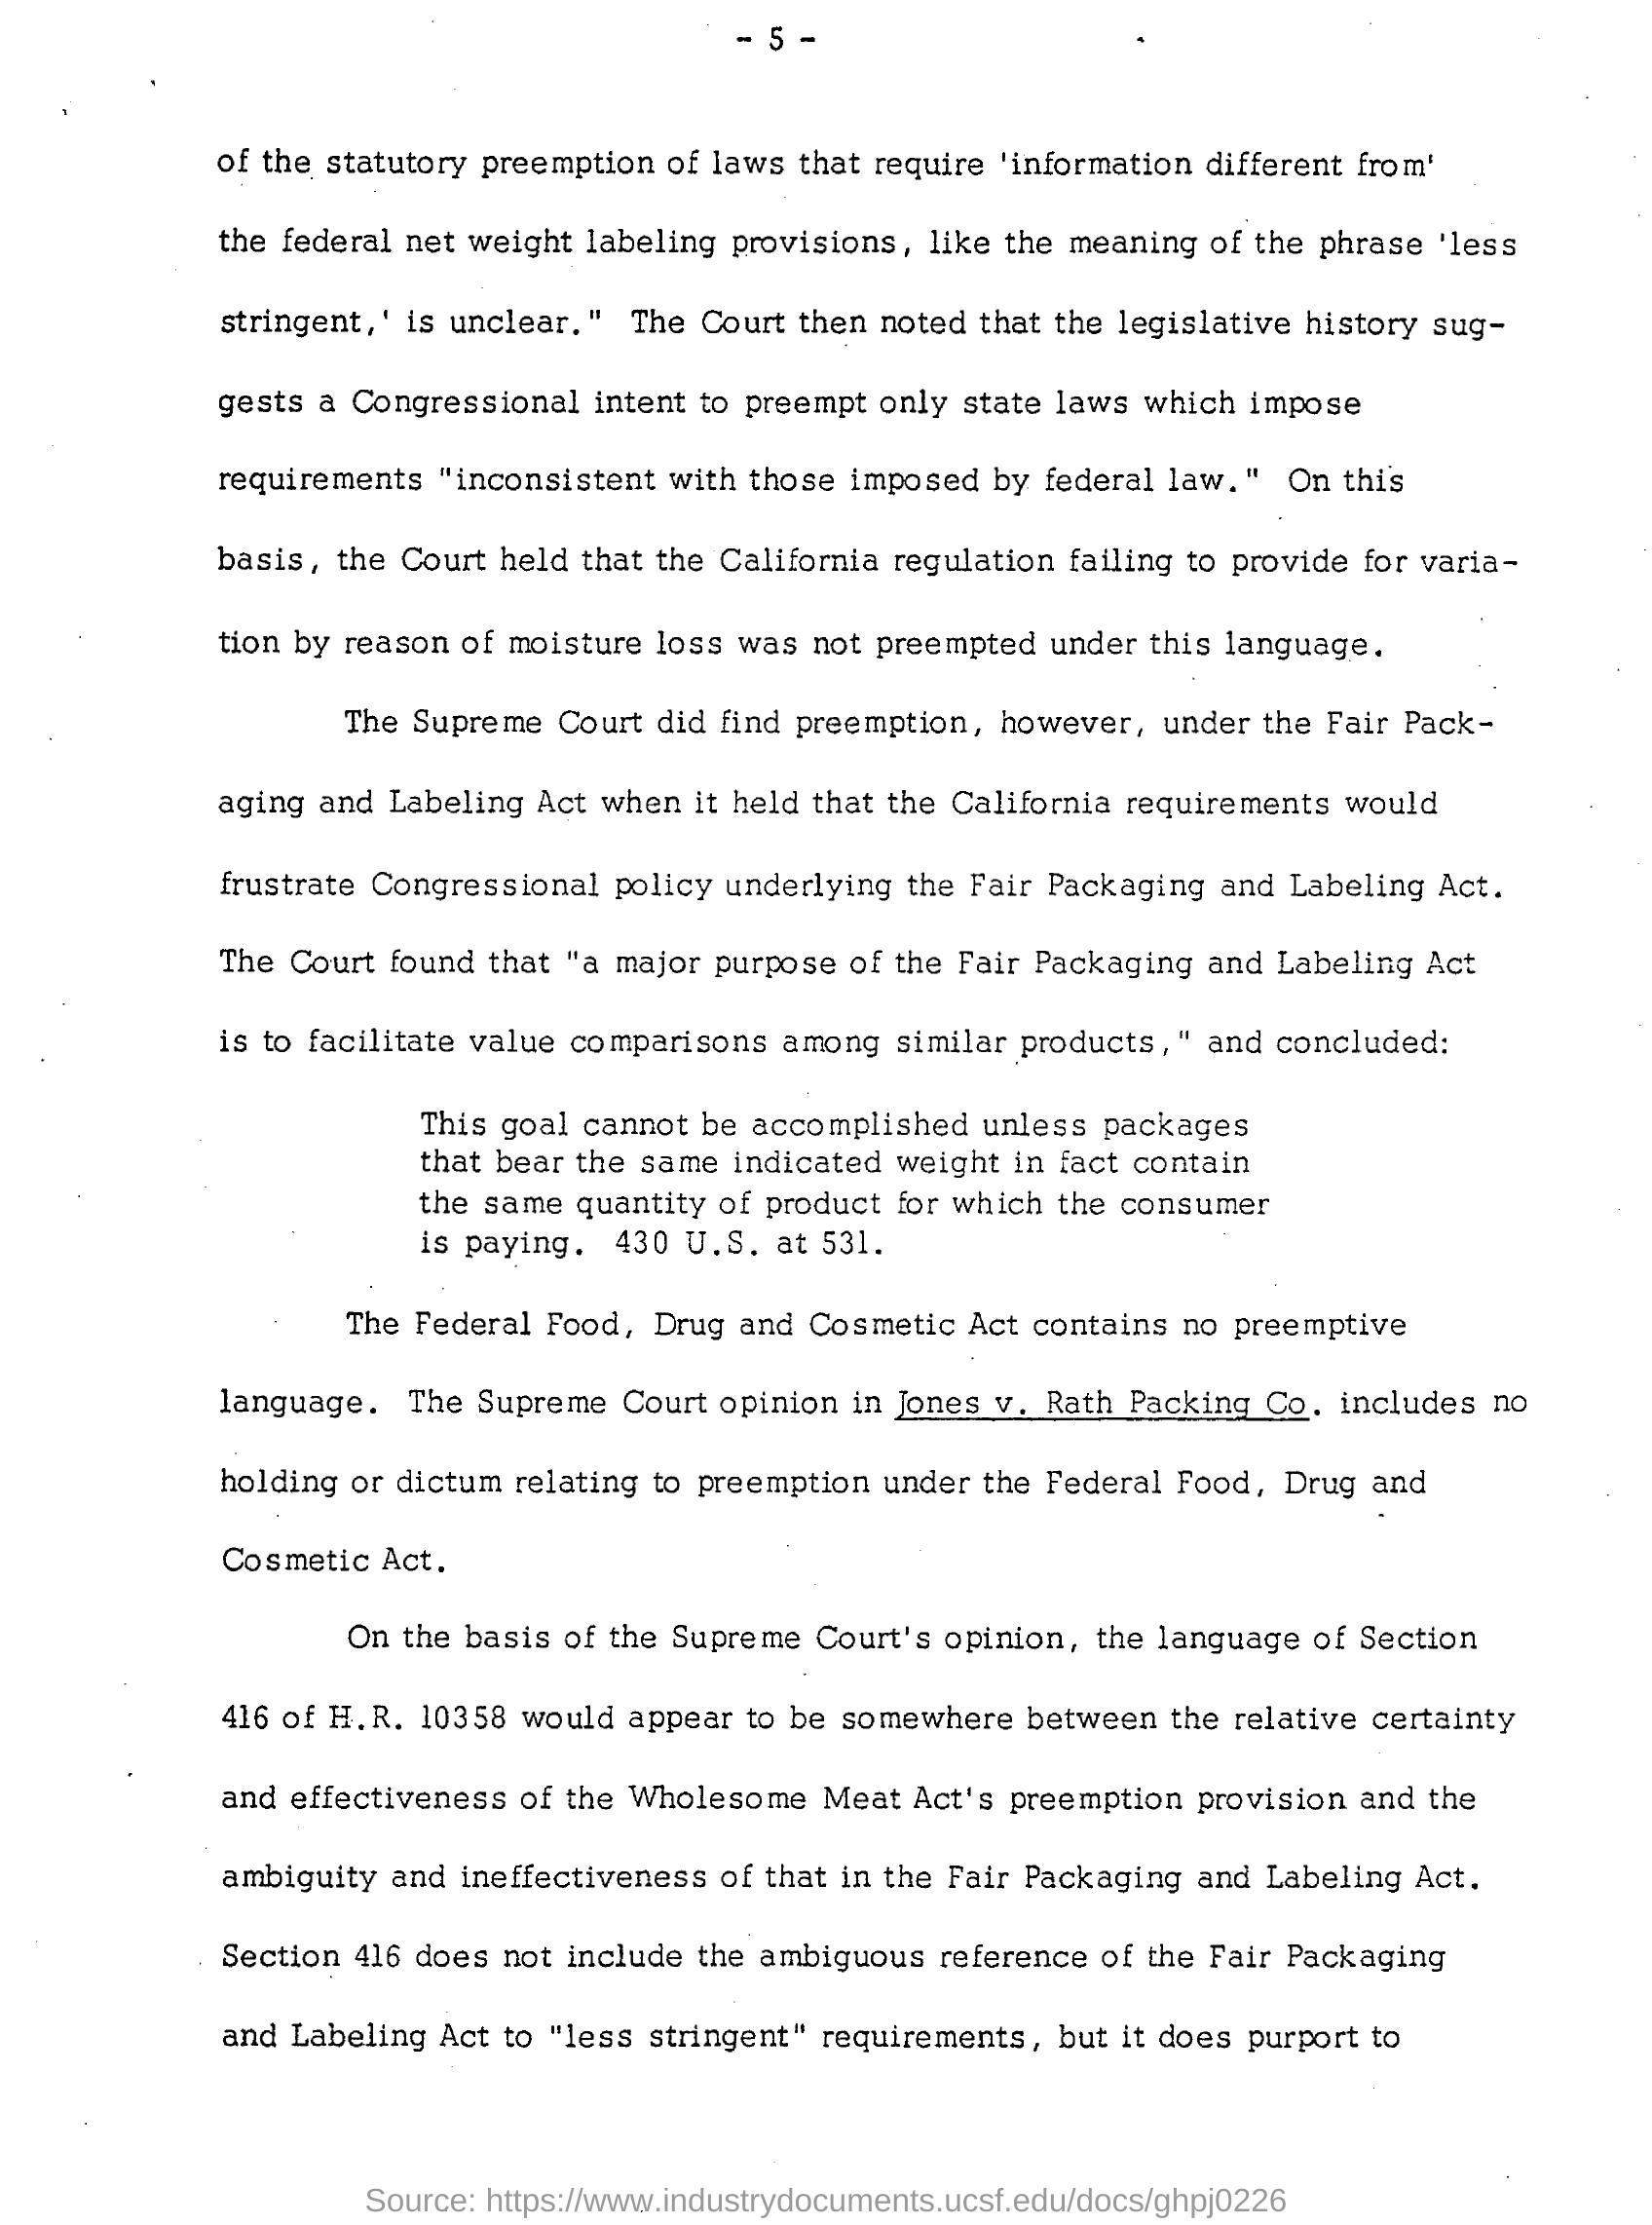 - 5 -
of the statutory preemption of laws that require 'information different from'
the federal net weight labeling provisions, like the meaning of the phrase 'less
stringent,' is unclear." The Court then noted that the legislative history sug-
gests a Congressional intent to preempt only state laws which impose
requirements "inconsistent with those imposed by federal law." On this
basis, the Court held that the California regulation failing to provide for varia-
tion by reason of moisture loss was not preempted under this language.
The Supreme Court did find preemption, however, under the Fair Pack-
aging and Labeling Act when it held that the California requirements would
frustrate Congressional policy underlying the Fair Packaging and Labeling Act.
The Court found that "a major purpose of the Fair Packaging and Labeling Act
is to facilitate value comparisons among similar products," and concluded:
This goal cannot be accomplished unless packages
that bear the same indicated weight in fact contain
the same quantity of product for which the consumer
is paying. 430 U.S. at 531.
The Federal Food, Drug and Cosmetic Act contains no preemptive
language. The Supreme Court opinion in Jones v. Rath Packing Co. includes no
holding or dictum relating to preemption under the Federal Food, Drug and
Cosmetic Act.
On the basis of the Supreme Court's opinion, the language of Section
416 of H.R. 10358 would appear to be somewhere between the relative certainty
and effectiveness of the Wholesome Meat Act's preemption provision and the
ambiguity and ineffectiveness of that in the Fair Packaging and Labeling Act.
Section 416 does not include the ambiguous reference of the Fair Packaging
and Labeling Act to "less stringent" requirements, but it does purport to
Source: https://www.industrydocuments.ucsf.edu/docs/ghpj0226